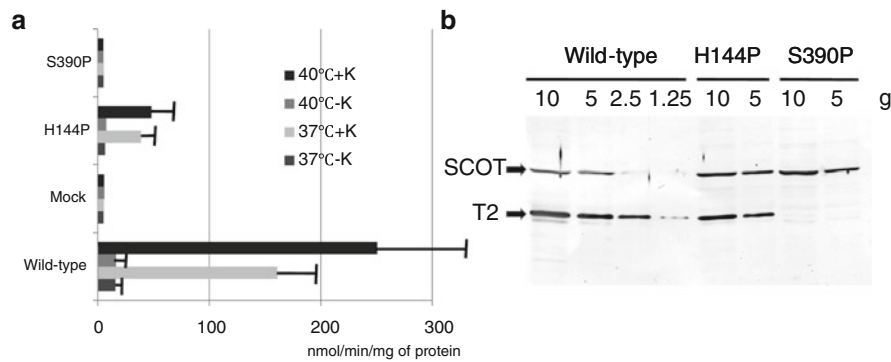 a
S390P
H144P
Mock
Wild-type
40℃+K
40℃-K
37℃+K
37℃-K
0 100 200 300
nmol/min/mg of protein
b
Wild-type H144P S390P
10 5 2.5 1.25 10 5 10 5 g
SCOT
T2